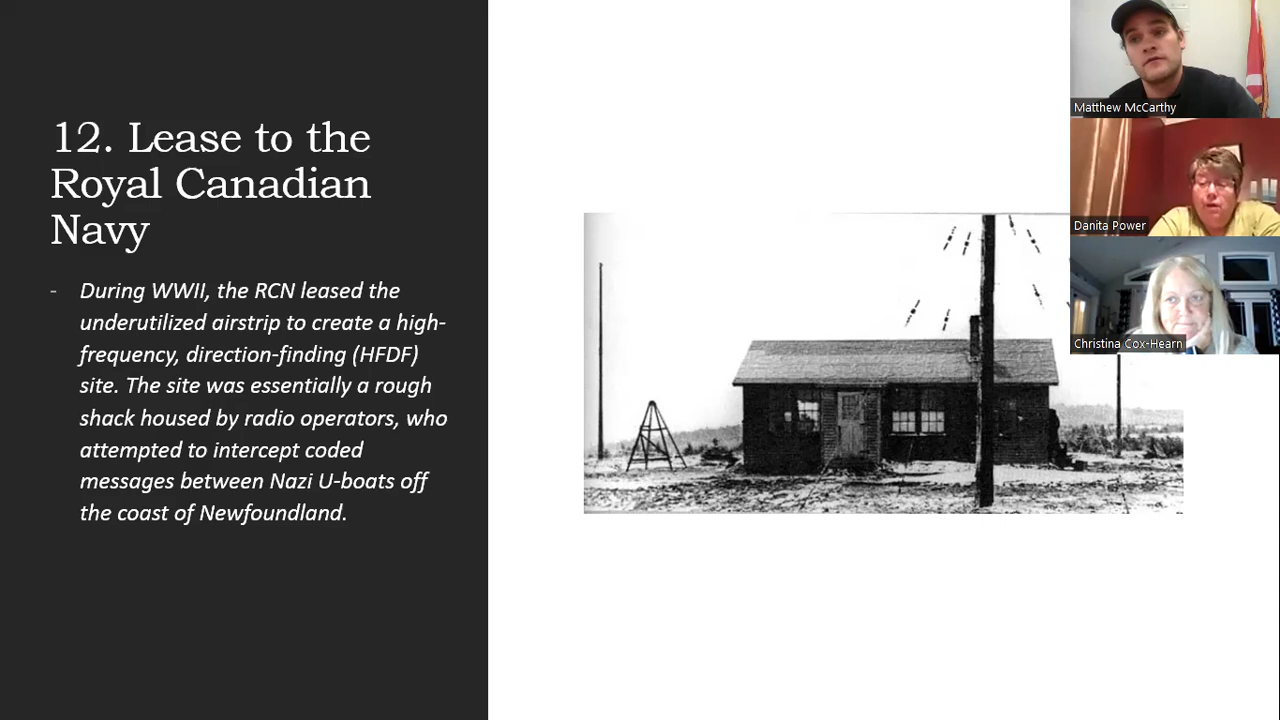 12. Lease to the
Royal Canadian
Navy
- During WWII, the RCN leased the
underutilized airstrip to create a high-
frequency, direction-finding (HFDF)
site. The site was essentially a rough
shack housed by radio operators, who
attempted to intercept coded
messages between Nazi U-boats off
the coast of Newfoundland.
Matthew McCarthy
Danita Power
Christina Cox-Hearn